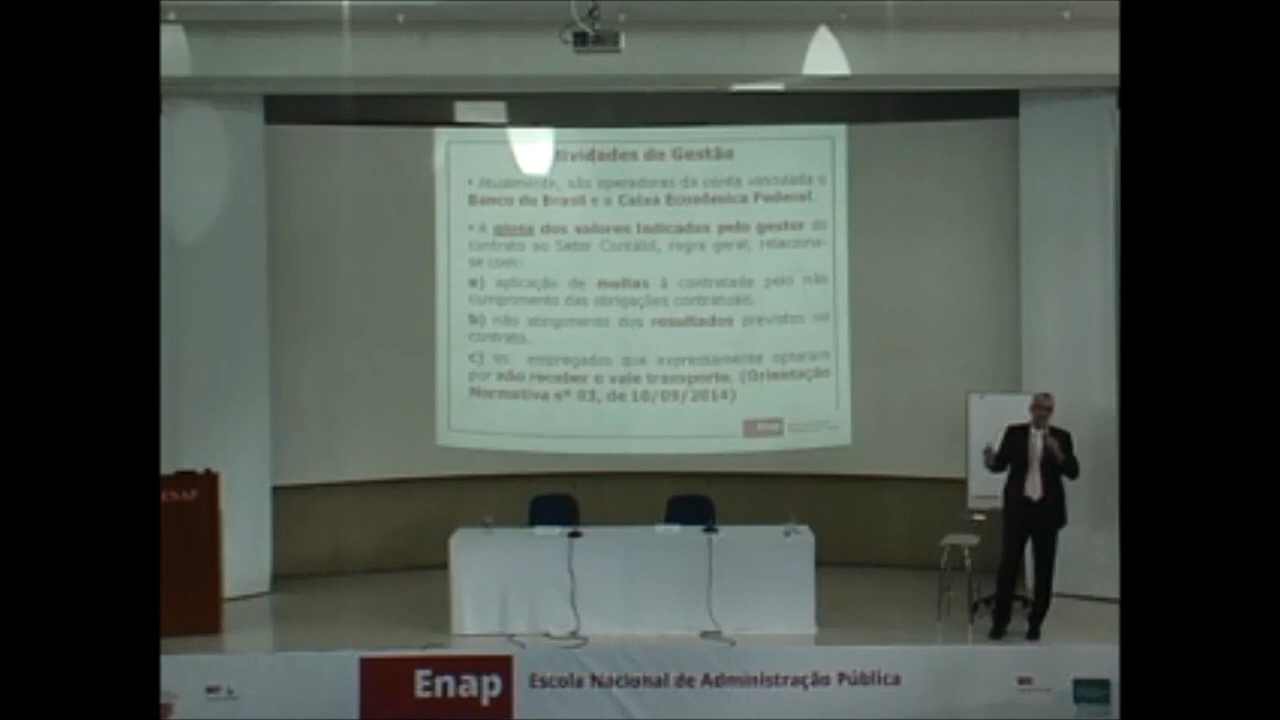 tividades de Gestão
• Atualmente, são operadoras da conta vinculada o
Banco do Brasil e a Caixa Econômica Federal.
• A glosa dos valores indicados pelo gestor do
contrato ao Setor Contábil, regra geral, relaciona-
se com:
a) aplicação de multas à contratada pelo não
cumprimento das obrigações contratuais.
b) não atingimento dos resultados previstos no
contrato.
c) os empregados que expressamente optaram
por não receber o vale transporte. (Orientação
Normativa nº 03, de 10/09/2014)
Enap
ENAP
Enap Escola Nacional de Administração Pública